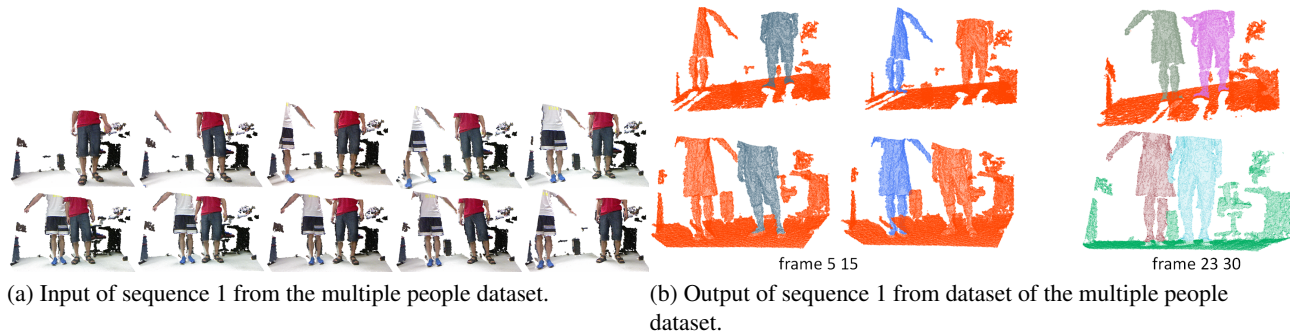 frame 5 15
frame 23 30
(a) Input of sequence 1 from the multiple people dataset.
(b) Output of sequence 1 from dataset of the multiple people
dataset.